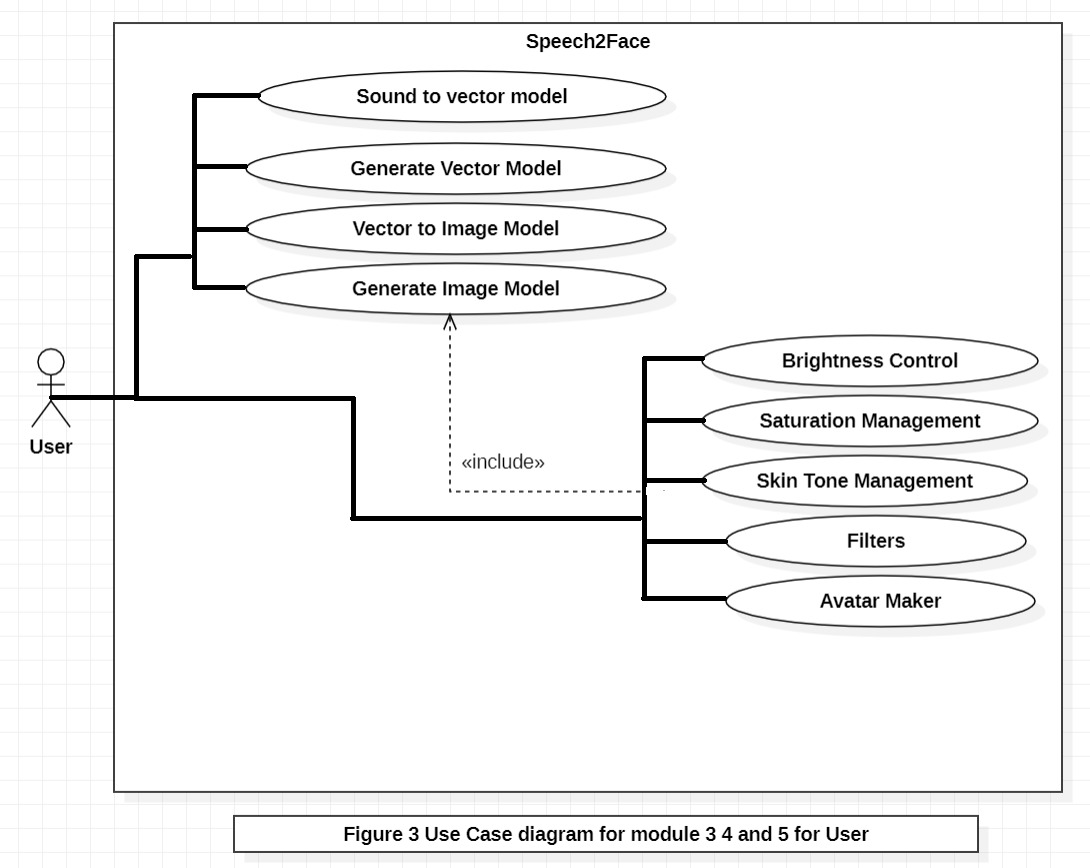 Speech2Face
Sound to vector model
Generate Vector Model
Vector to Image Model
Generate Image Model
Brightness Control
Saturation Management
Skin Tone Management
Filters
Avatar Maker
«include»
User
Figure 3 Use Case diagram for module 3 4 and 5 for User